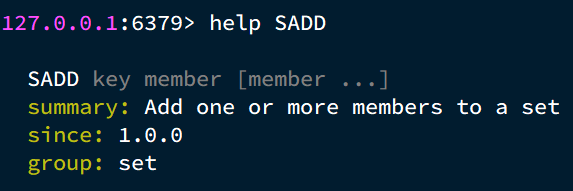 127.0.0.1:6379> help SADD
SADD key member [member ...]
summary: Add one or more members to a set
since: 1.0.0
group: set